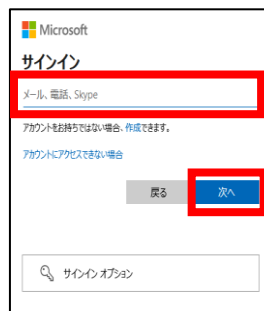 Microsoft
サインイン
メール、電話、Skype
アカウントをお持ちではない場合、作成できます。
アカウントにアクセスできない場合
戻る
次へ
サインイン オプション